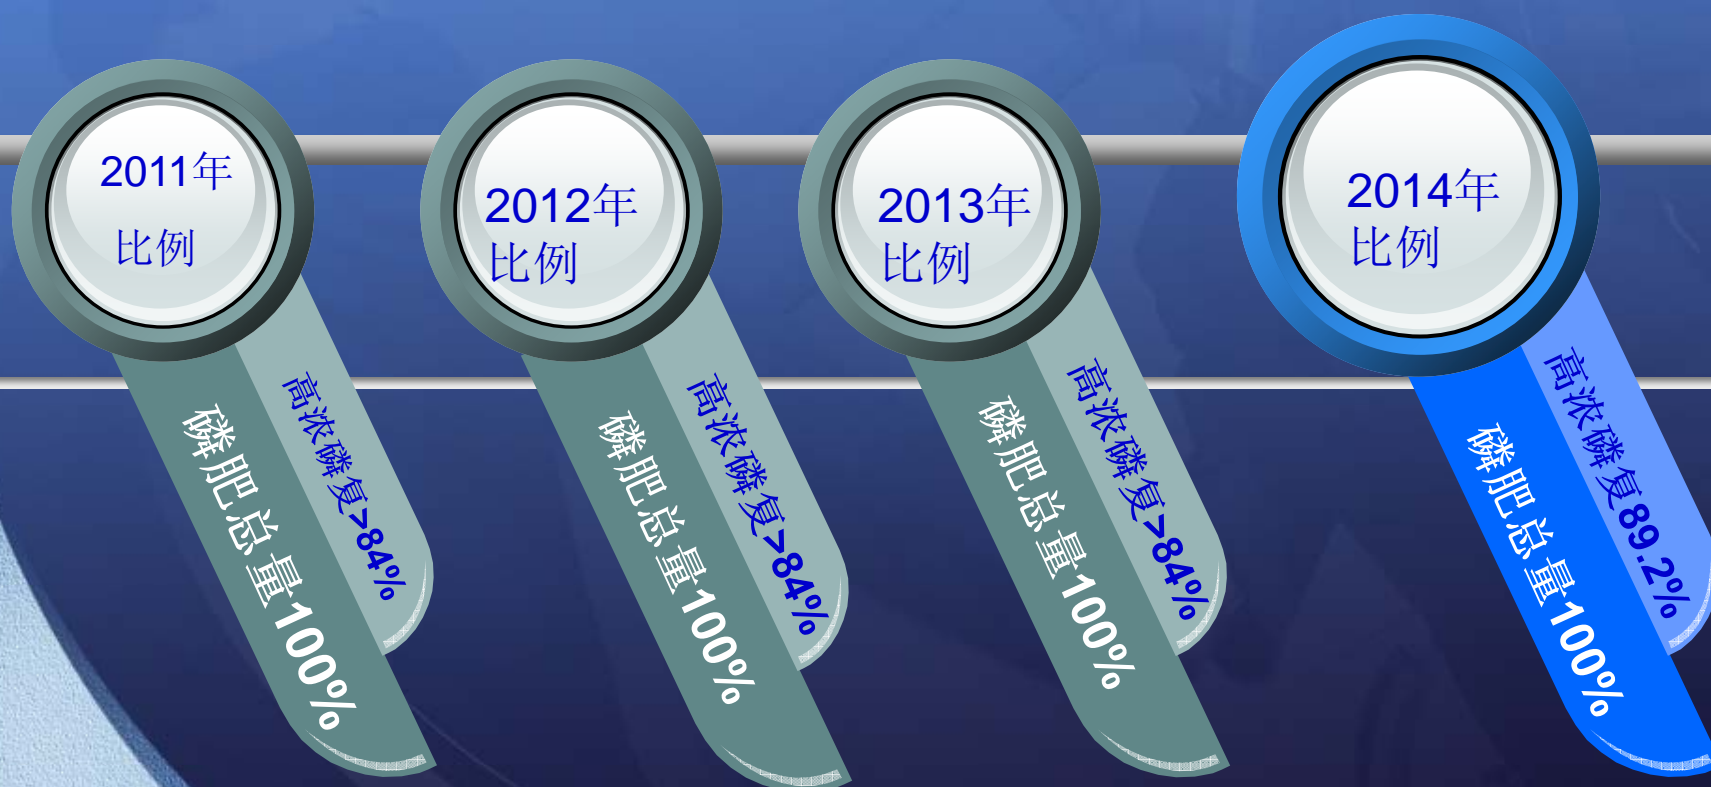 2011年
比例
磷肥总量100%
高浓磷复>84%
2012年
比例
磷肥总量100%
高浓磷复>84%
2013年
比例
磷肥总量100%
高浓磷复>84%
2014年
比例
磷肥总量100%
高浓磷复89.2%